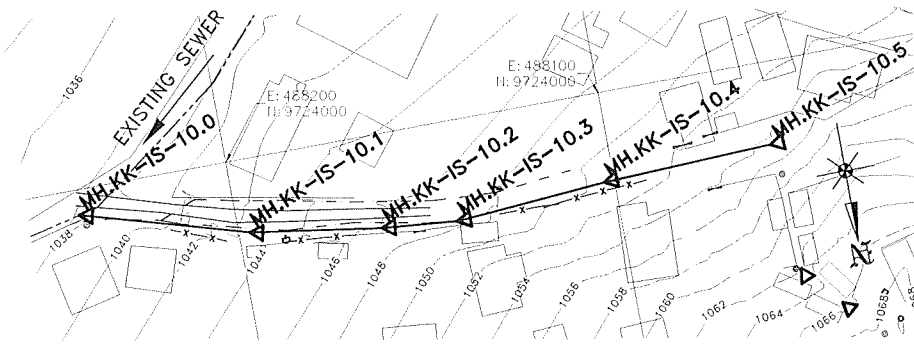 1036
EXISTING SEWER
E: 488200
N: 9724000
E: 488100
N: 9724000
MH.KK-IS-10.0
MH.KK-IS-10.1
MH.KK-IS-10.2
MH.KK-IS-10.3
MH.KK-IS-10.4
MH.KK-IS-10.5
1038
1040
1042
1044
1046
1048
1050
1052
1054
1056
1058
1060
1062
1064
1066
1068
N